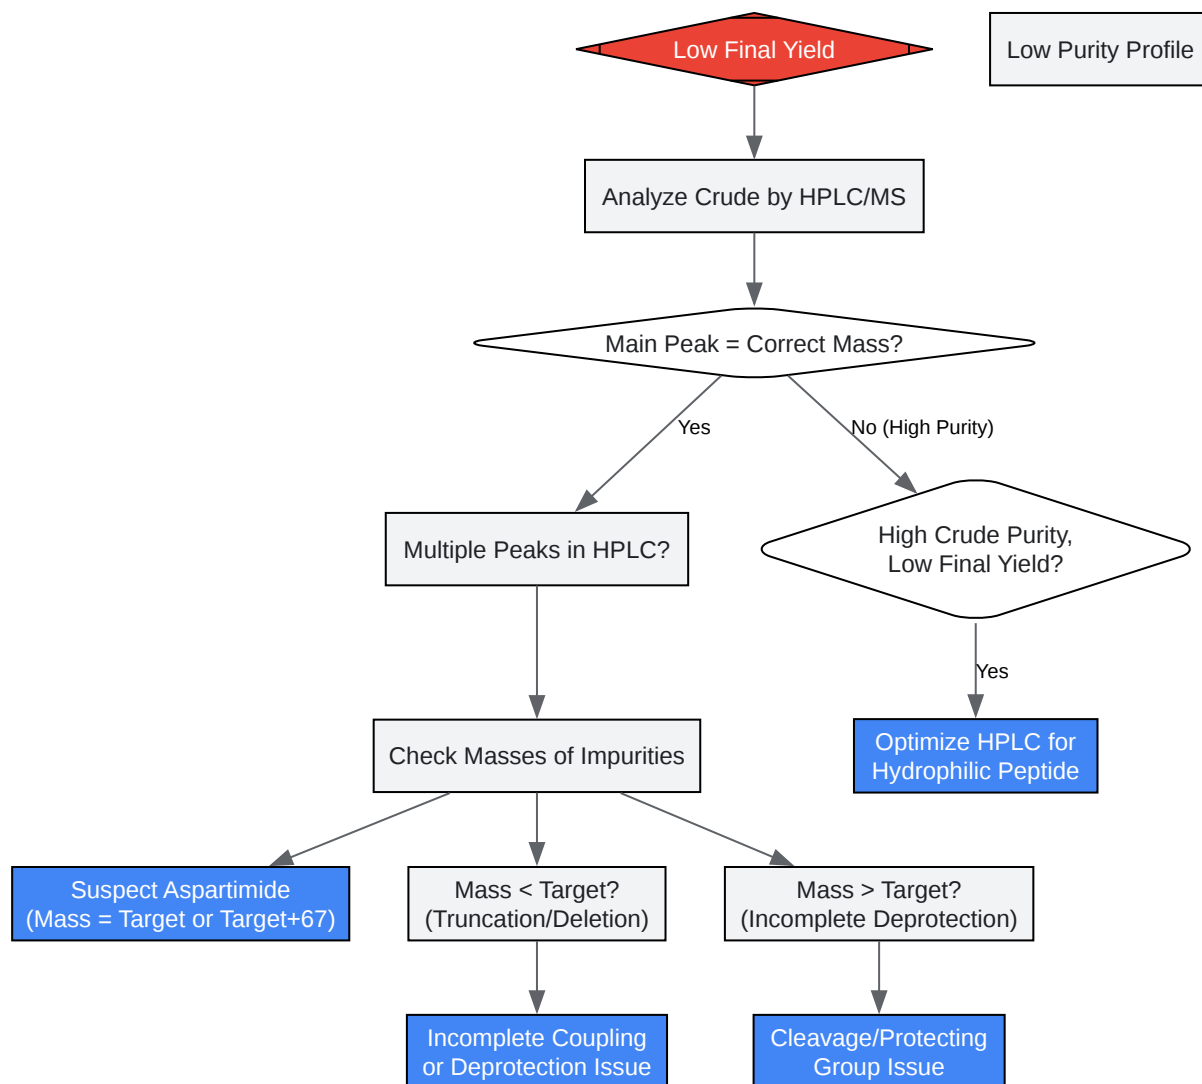 Low Final Yield
Low Purity Profile
Analyze Crude by HPLC/MS
Main Peak = Correct Mass?
Yes
No (High Purity)
Multiple Peaks in HPLC?
High Crude Purity,
Low Final Yield?
Yes
Check Masses of Impurities
Optimize HPLC for
Hydrophilic Peptide
Suspect Aspartimide
(Mass = Target or Target+67)
Mass < Target?
(Truncation/Deletion)
Mass > Target?
(Incomplete Deprotection)
Incomplete Coupling
or Deprotection Issue
Cleavage/Protecting
Group Issue